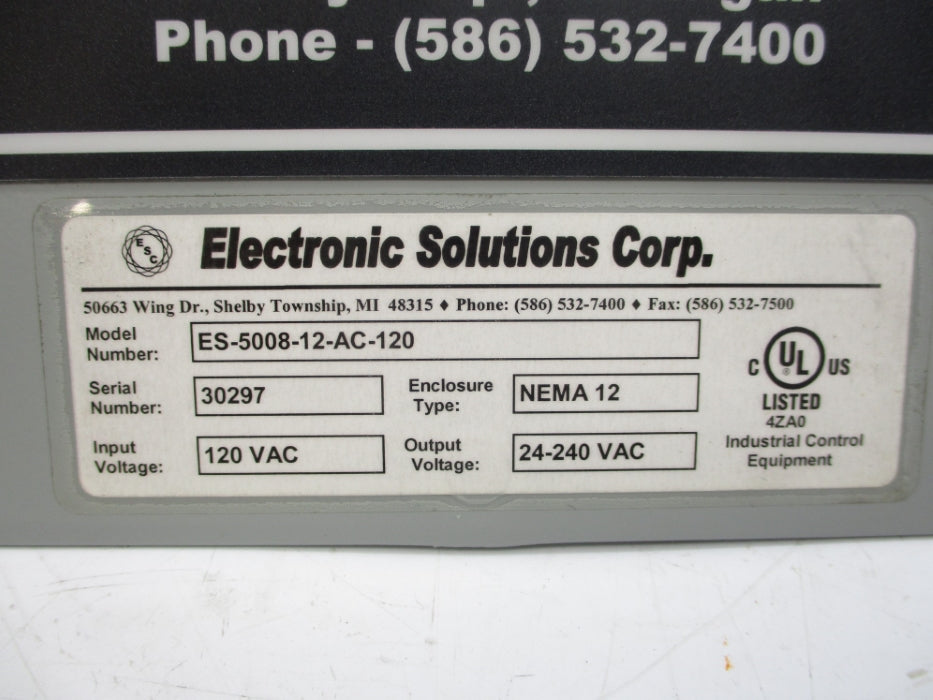 Phone - (586) 532-7400
ESC
Electronic Solutions Corp.
50663 Wing Dr., Shelby Township, MI 48315 ♦ Phone: (586) 532-7400 ♦ Fax: (586) 532-7500
Model Number: ES-5008-12-AC-120
Serial Number: 30297
Enclosure Type: NEMA 12
Input Voltage: 120 VAC
Output Voltage: 24-240 VAC
C UL® US
LISTED
4ZA0
Industrial Control
Equipment